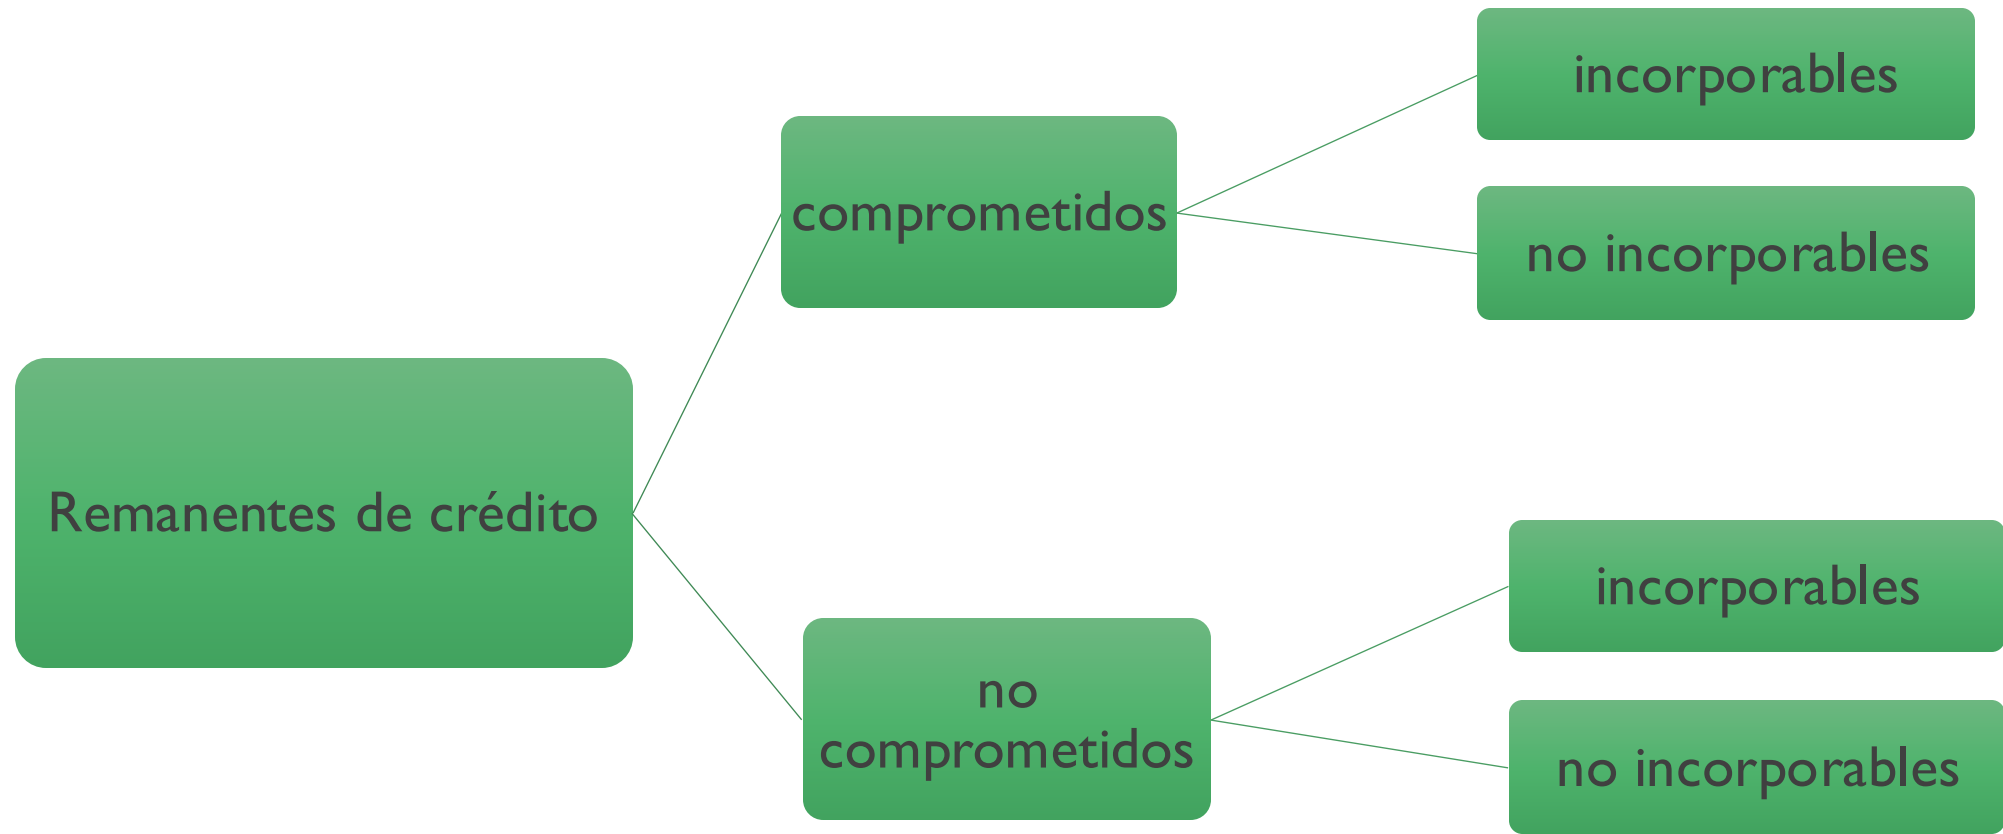 Remanentes de crédito
comprometidos
incorporables
no incorporables
no
comprometidos
incorporables
no incorporables